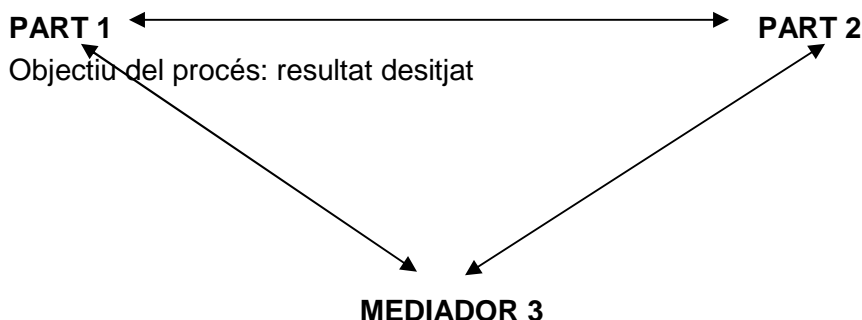 PART 1 PART 2
Objectiu del procés: resultat desitjat
MEDIADOR 3